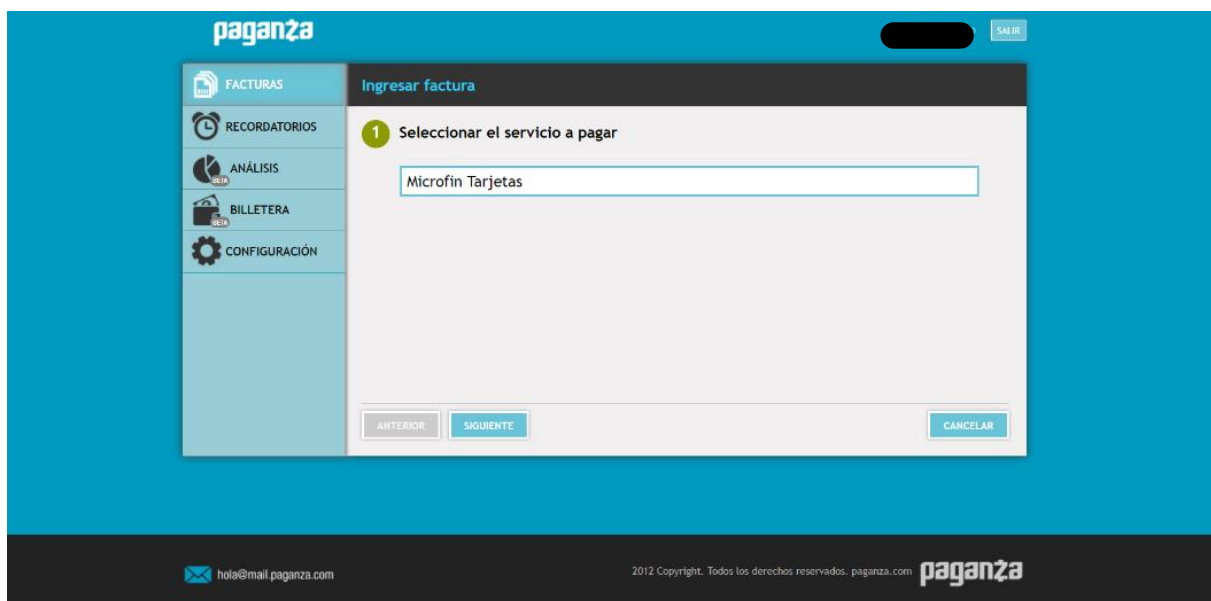 paganza
SALIR
FACTURAS
RECORDATORIOS
ANÁLISIS
BETA
BILLETERA
BETA
CONFIGURACIÓN
Ingresar factura
1 Seleccionar el servicio a pagar
Microfin Tarjetas
ANTERIOR SIGUIENTE CANCELAR
hola@mail.paganza.com
2012 Copyright. Todos los derechos reservados. paganza.com paganza